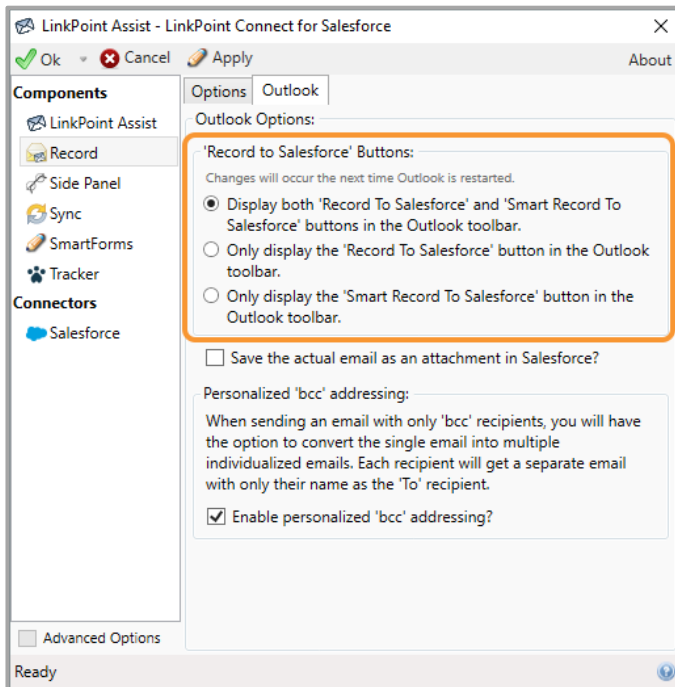 LinkPoint Assist - LinkPoint Connect for Salesforce
Ok Cancel Apply About
Components
LinkPoint Assist
Record
Side Panel
Sync
SmartForms
Tracker
Connectors
Salesforce
Advanced Options
Options Outlook
Outlook Options:
'Record to Salesforce' Buttons:
Changes will occur the next time Outlook is restarted.
Display both 'Record To Salesforce' and 'Smart Record To
Salesforce' buttons in the Outlook toolbar.
Only display the 'Record To Salesforce' button in the Outlook
toolbar.
Only display the 'Smart Record To Salesforce' button in the
Outlook toolbar.
Save the actual email as an attachment in Salesforce?
Personalized 'bcc' addressing:
When sending an email with only 'bcc' recipients, you will have
the option to convert the single email into multiple
individualized emails. Each recipient will get a separate email
with only their name as the 'To' recipient.
Enable personalized 'bcc' addressing?
Ready